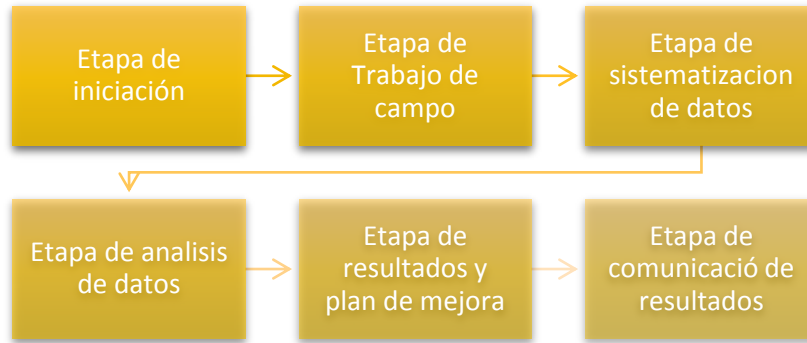 Etapa de
iniciación
Etapa de
Trabajo de
campo
Etapa de
sistematizacion
de datos
Etapa de analisis
de datos
Etapa de
resultados y
plan de mejora
Etapa de
comunicació de
resultados